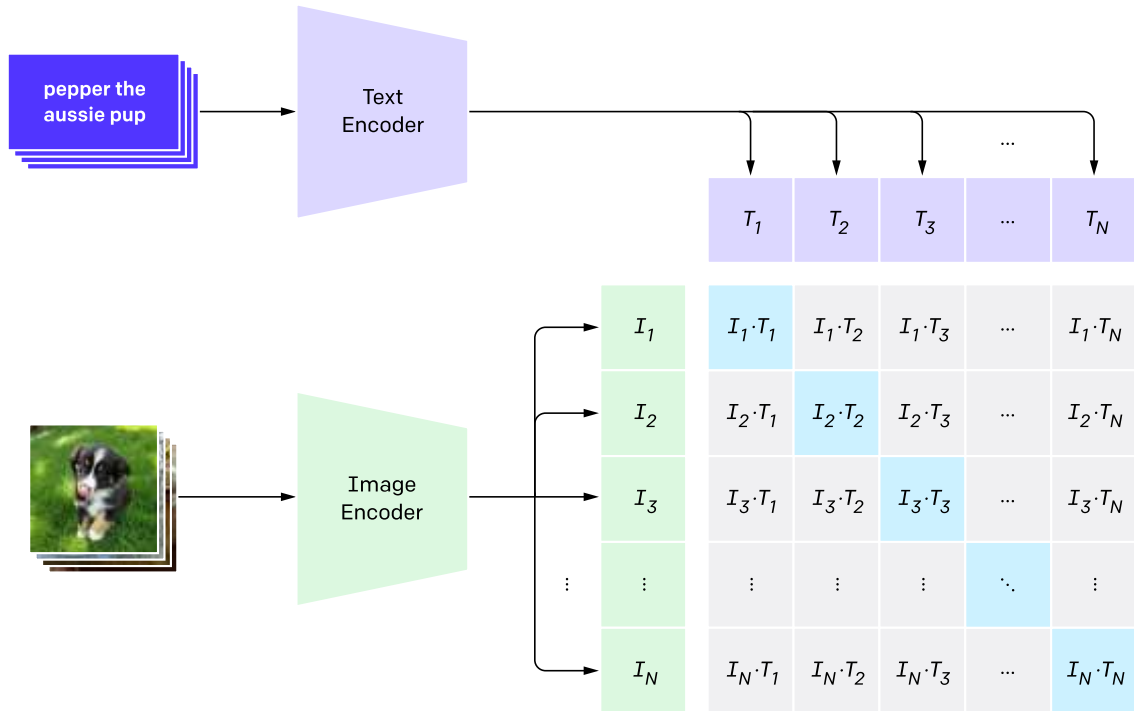 pepper the
aussie pup
Text
Encoder
...
T1 T2 T3 ... TN
I1 I1·T1 I1·T2 I1·T3 ... I1·TN
I2 I2·T1 I2·T2 I2·T3 ... I2·TN
Image
Encoder
I3 I3·T1 I3·T2 I3·T3 ... I3·TN
⋮ ⋮ ⋮ ⋮ ⋮ ⋱ ⋮
IN IN·T1 IN·T2 IN·T3 ... IN·TN